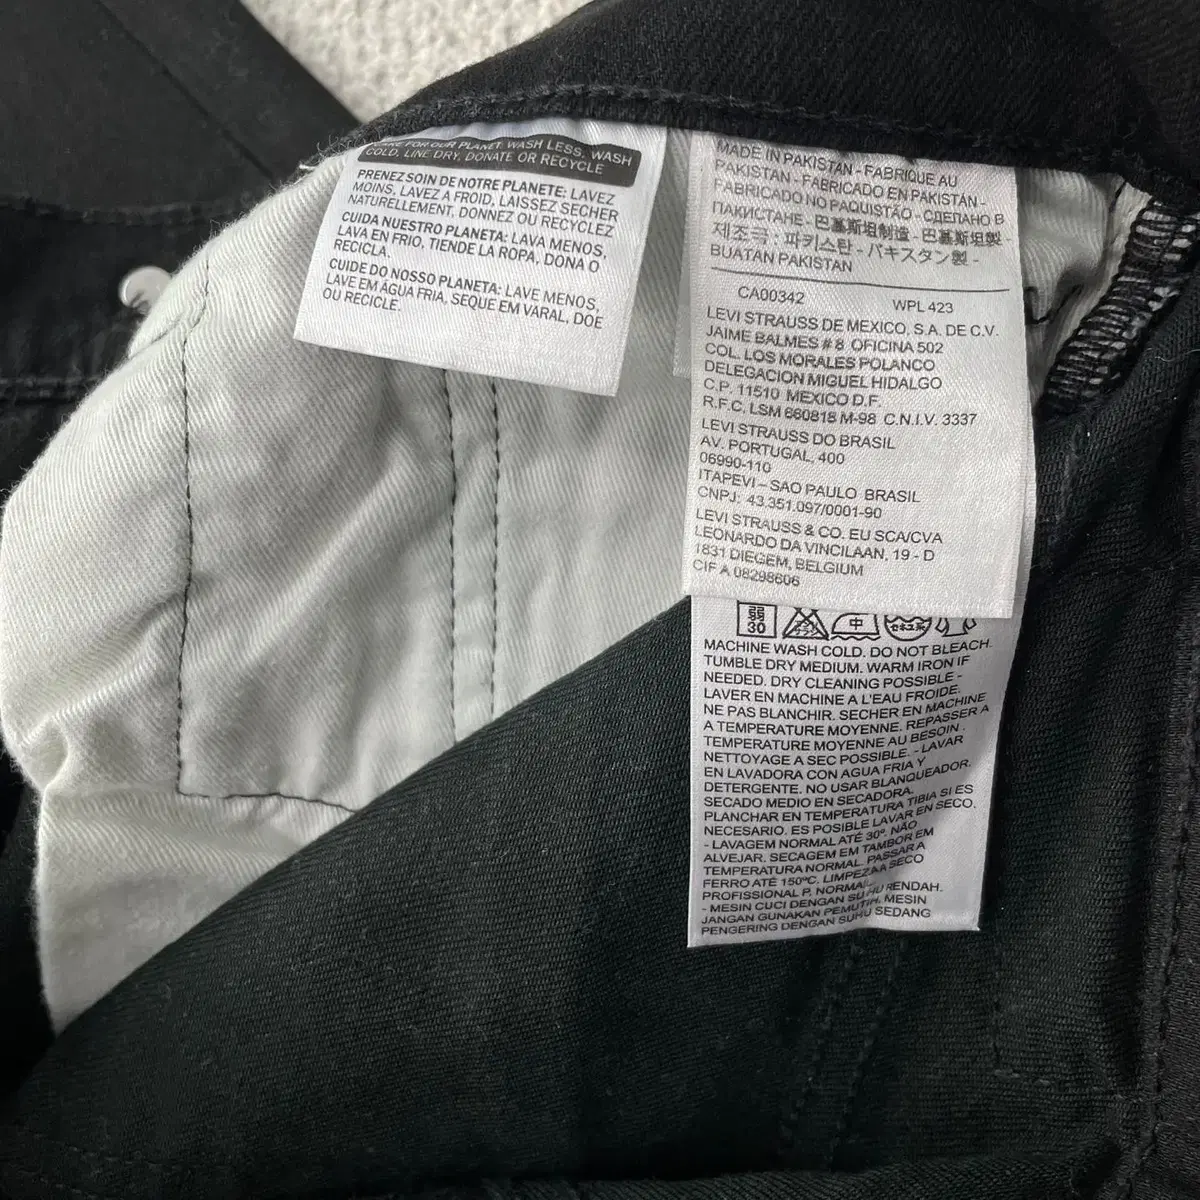 CARE FOR OUR PLANET: WASH LESS, WASH
COLD, LINE DRY, DONATE OR RECYCLE
PRENEZ SOIN DE NOTRE PLANETE: LAVEZ
MOINS, LAVEZ A FROID, LAISSEZ SECHER
NATURELLEMENT, DONNEZ OU RECYCLEZ
CUIDA NUESTRO PLANETA: LAVA MENOS,
LAVA EN FRIO, TIENDE LA ROPA, DONA O
RECICLA.
CUIDE DO NOSSO PLANETA: LAVE MENOS,
LAVE EM ÁGUA FRIA, SEQUE EM VARAL, DOE
OU RECICLE.
MADE IN PAKISTAN - FABRIQUE AU
PAKISTAN - FABRICADO EN PAKISTAN -
FABRICADO NO PAQUISTÃO - СДЕЛАНО В
ПАКИСТАНЕ - 巴基斯坦制造 - 巴基斯坦製 -
제조국 : 파키스탄 - パキスタン製 -
BUATAN PAKISTAN
CA00342 WPL 423
LEVI STRAUSS DE MEXICO, S.A. DE C.V.
JAIME BALMES # 8 OFICINA 502
COL. LOS MORALES POLANCO
DELEGACION MIGUEL HIDALGO
C.P. 11510 MEXICO D.F.
R.F.C. LSM 660818 M-98 C.N.I.V. 3337
LEVI STRAUSS DO BRASIL
AV. PORTUGAL, 400
06990-110
ITAPEVI – SAO PAULO BRASIL
CNPJ: 43.351.097/0001-90
LEVI STRAUSS & CO. EU SCA/CVA
LEONARDO DA VINCILAAN, 19 - D
1831 DIEGEM, BELGIUM
CIF A 08298606
弱 30 中
MACHINE WASH COLD. DO NOT BLEACH.
TUMBLE DRY MEDIUM. WARM IRON IF
NEEDED. DRY CLEANING POSSIBLE -
LAVER EN MACHINE A L'EAU FROIDE.
NE PAS BLANCHIR. SECHER EN MACHINE
A TEMPERATURE MOYENNE. REPASSER A
TEMPERATURE MOYENNE AU BESOIN.
NETTOYAGE A SEC POSSIBLE. - LAVAR
EN LAVADORA CON AGUA FRIA Y
DETERGENTE. NO USAR BLANQUEADOR.
SECADO MEDIO EN SECADORA.
PLANCHAR EN TEMPERATURA TIBIA SI ES
NECESARIO. ES POSIBLE LAVAR EN SECO.
- LAVAGEM NORMAL ATÉ 30º. NÃO
ALVEJAR. SECAGEM EM TAMBOR EM
TEMPERATURA NORMAL. PASSAR A
FERRO ATÉ 150ºC. LIMPEZA A SECO
PROFISSIONAL P. NORMAL.
- MESIN CUCI DENGAN SUHU RENDAH.
JANGAN GUNAKAN PEMUTIH. MESIN
PENGERING DENGAN SUHU SEDANG